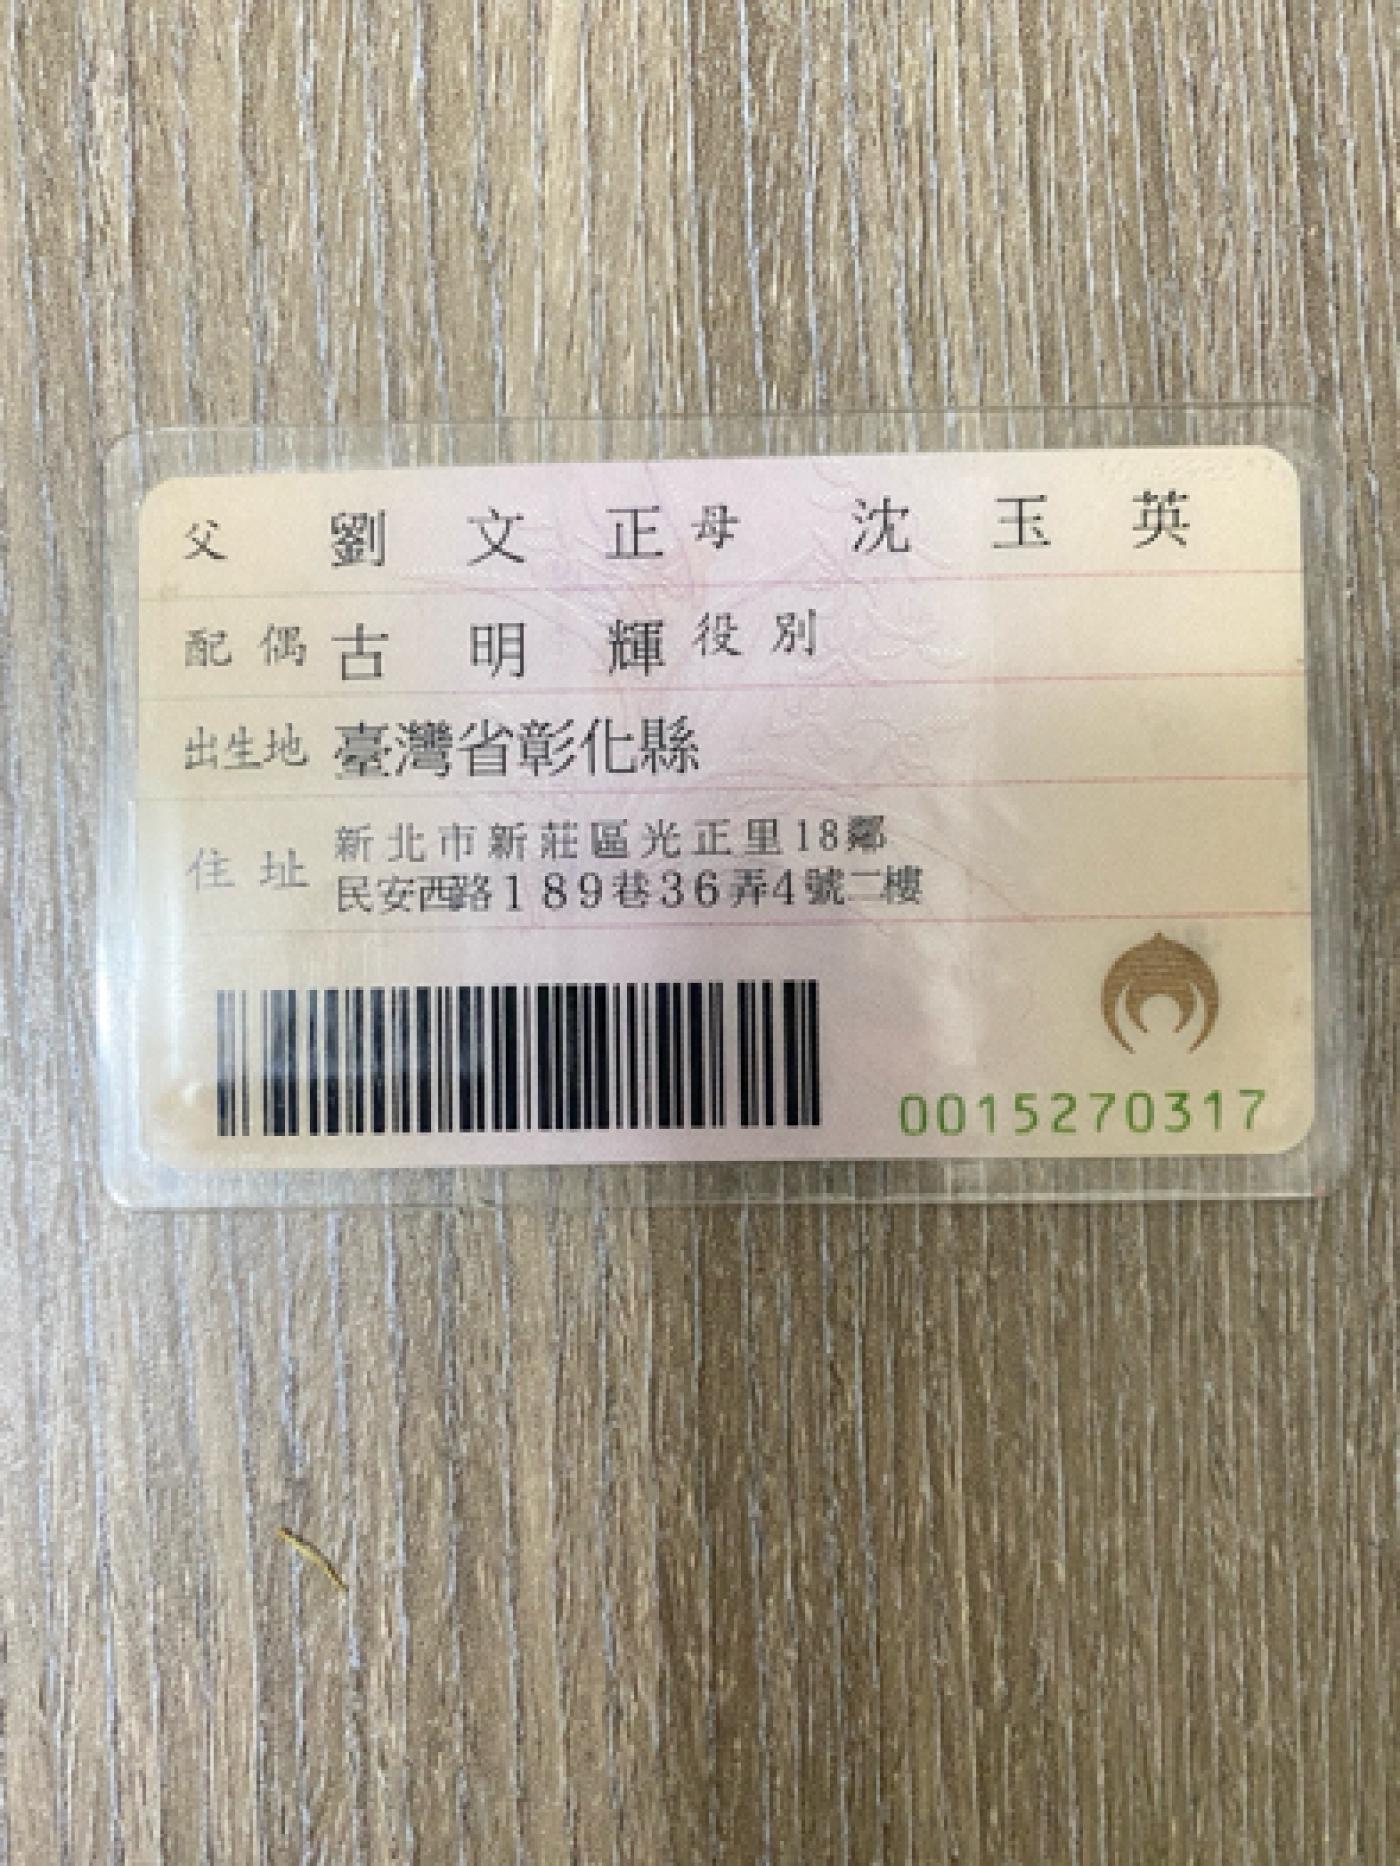 父 劉文正 母 沈玉英
配偶 古明輝 役別
出生地 臺灣省彰化縣
住址 新北市新莊區光正里18鄰
民安西路189巷36弄4號二樓
0015270317